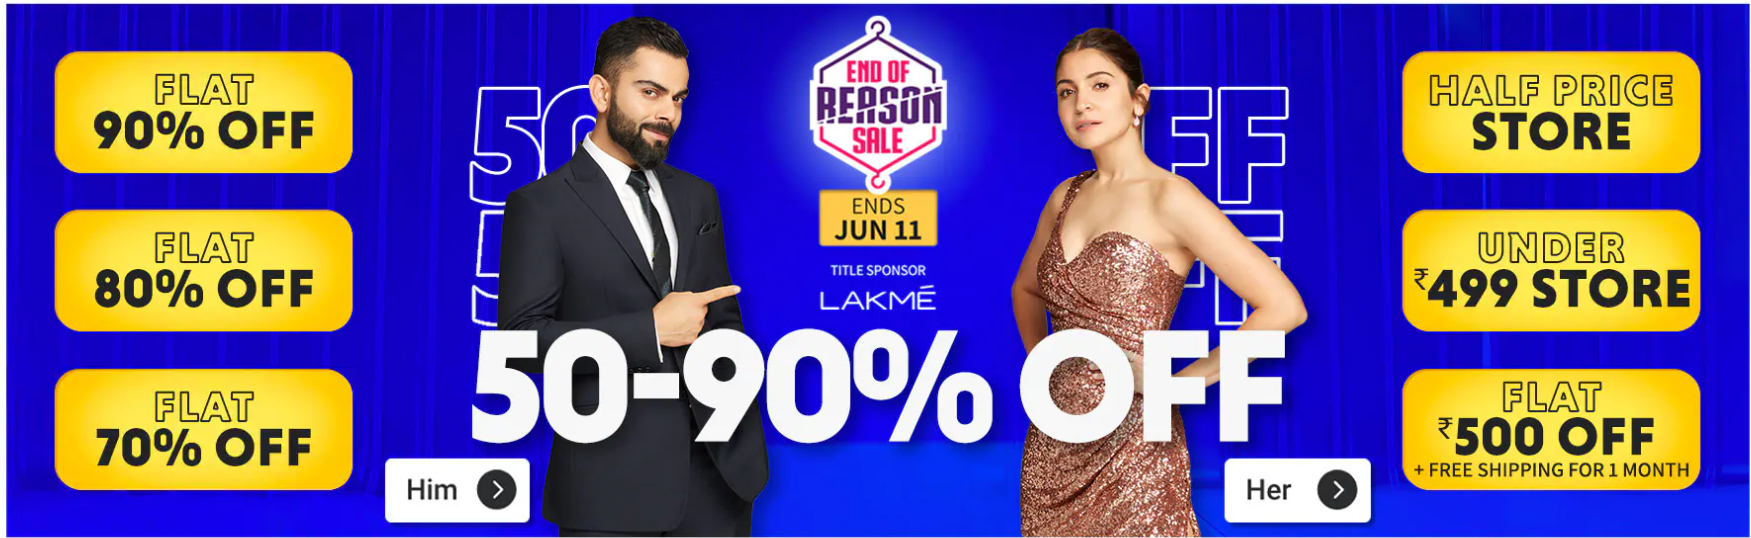 FLAT
90% OFF
FLAT
80% OFF
FLAT
70% OFF
END OF
REASON
SALE
ENDS
JUN 11
TITLE SPONSOR
LAKMÉ
50-90% OFF
Him
Her
HALF PRICE
STORE
UNDER
₹499 STORE
FLAT
₹500 OFF
+ FREE SHIPPING FOR 1 MONTH